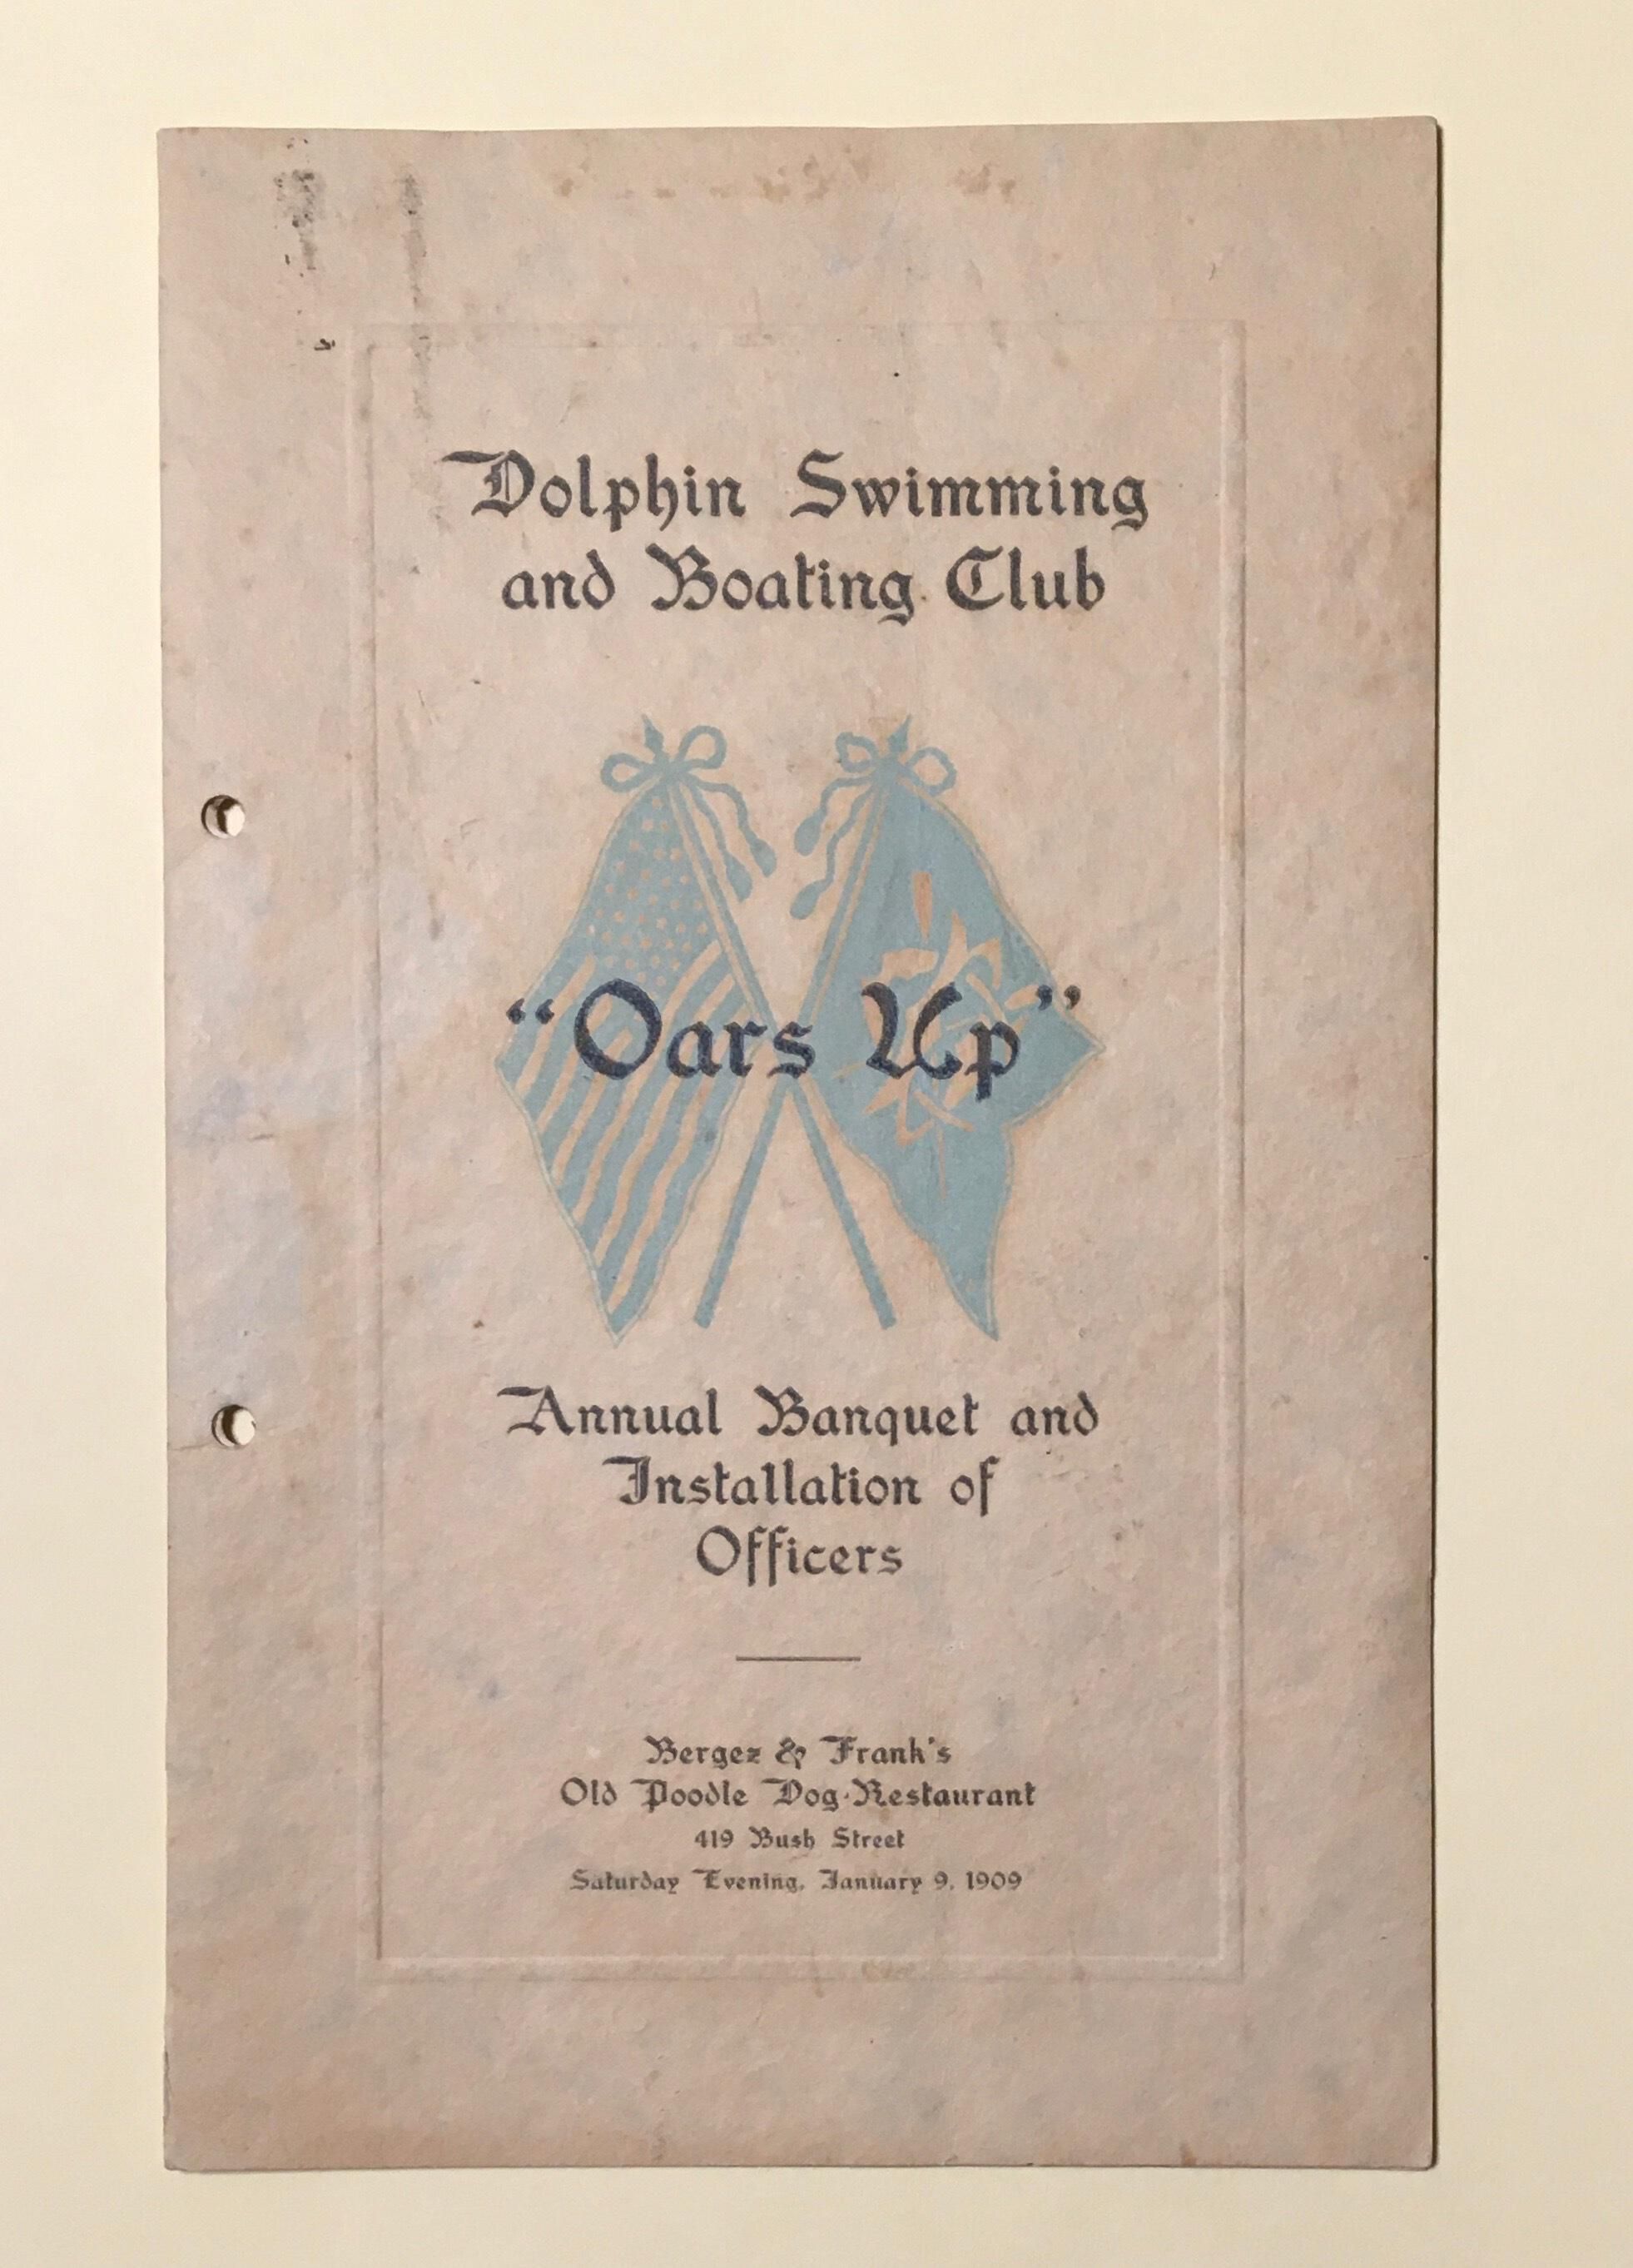 Dolphin Swimming
and Boating Club
“Oars Up”
Annual Banquet and
Installation of
Officers
Bergez & Frank's
Old Poodle Dog Restaurant
419 Bush Street
Saturday Evening, January 9, 1909